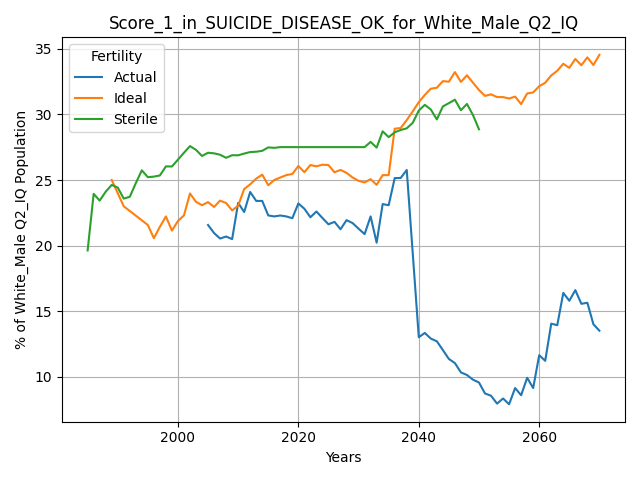 Score_1_in_SUICIDE_DISEASE_OK_for_White_Male_Q2_IQ
Fertility
Actual
Ideal
Sterile
% of White_Male Q2_IQ Population
35
30
25
20
15
10
2000
2020
2040
2060
Years